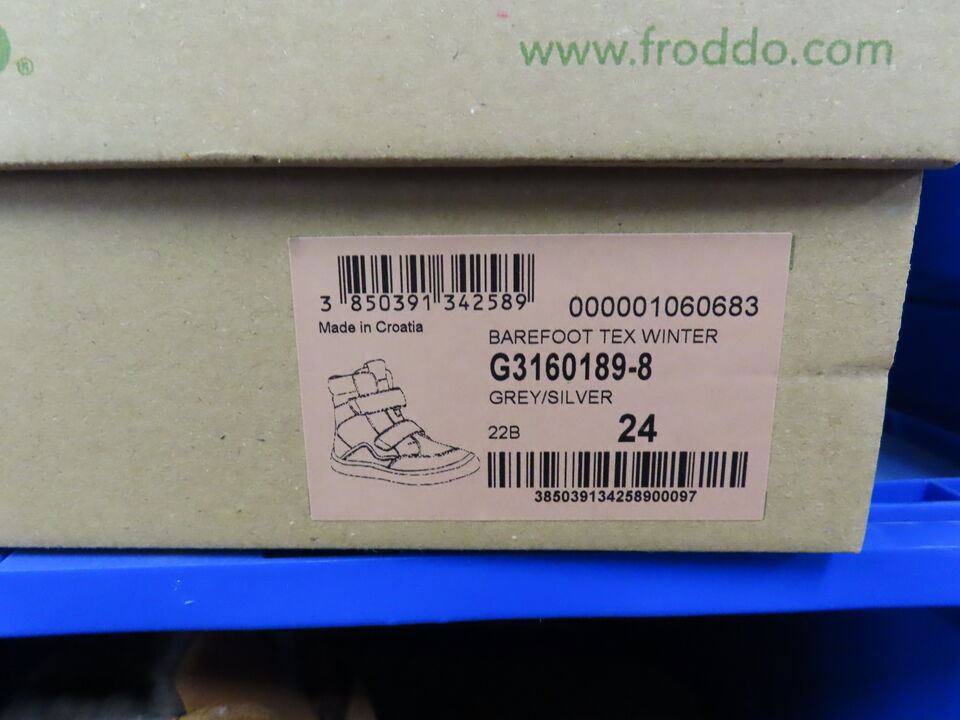 ®
www.froddo.com
3 850391 342589
000001060683
Made in Croatia
BAREFOOT TEX WINTER
G3160189-8
GREY/SILVER
22B 24
385039134258900097